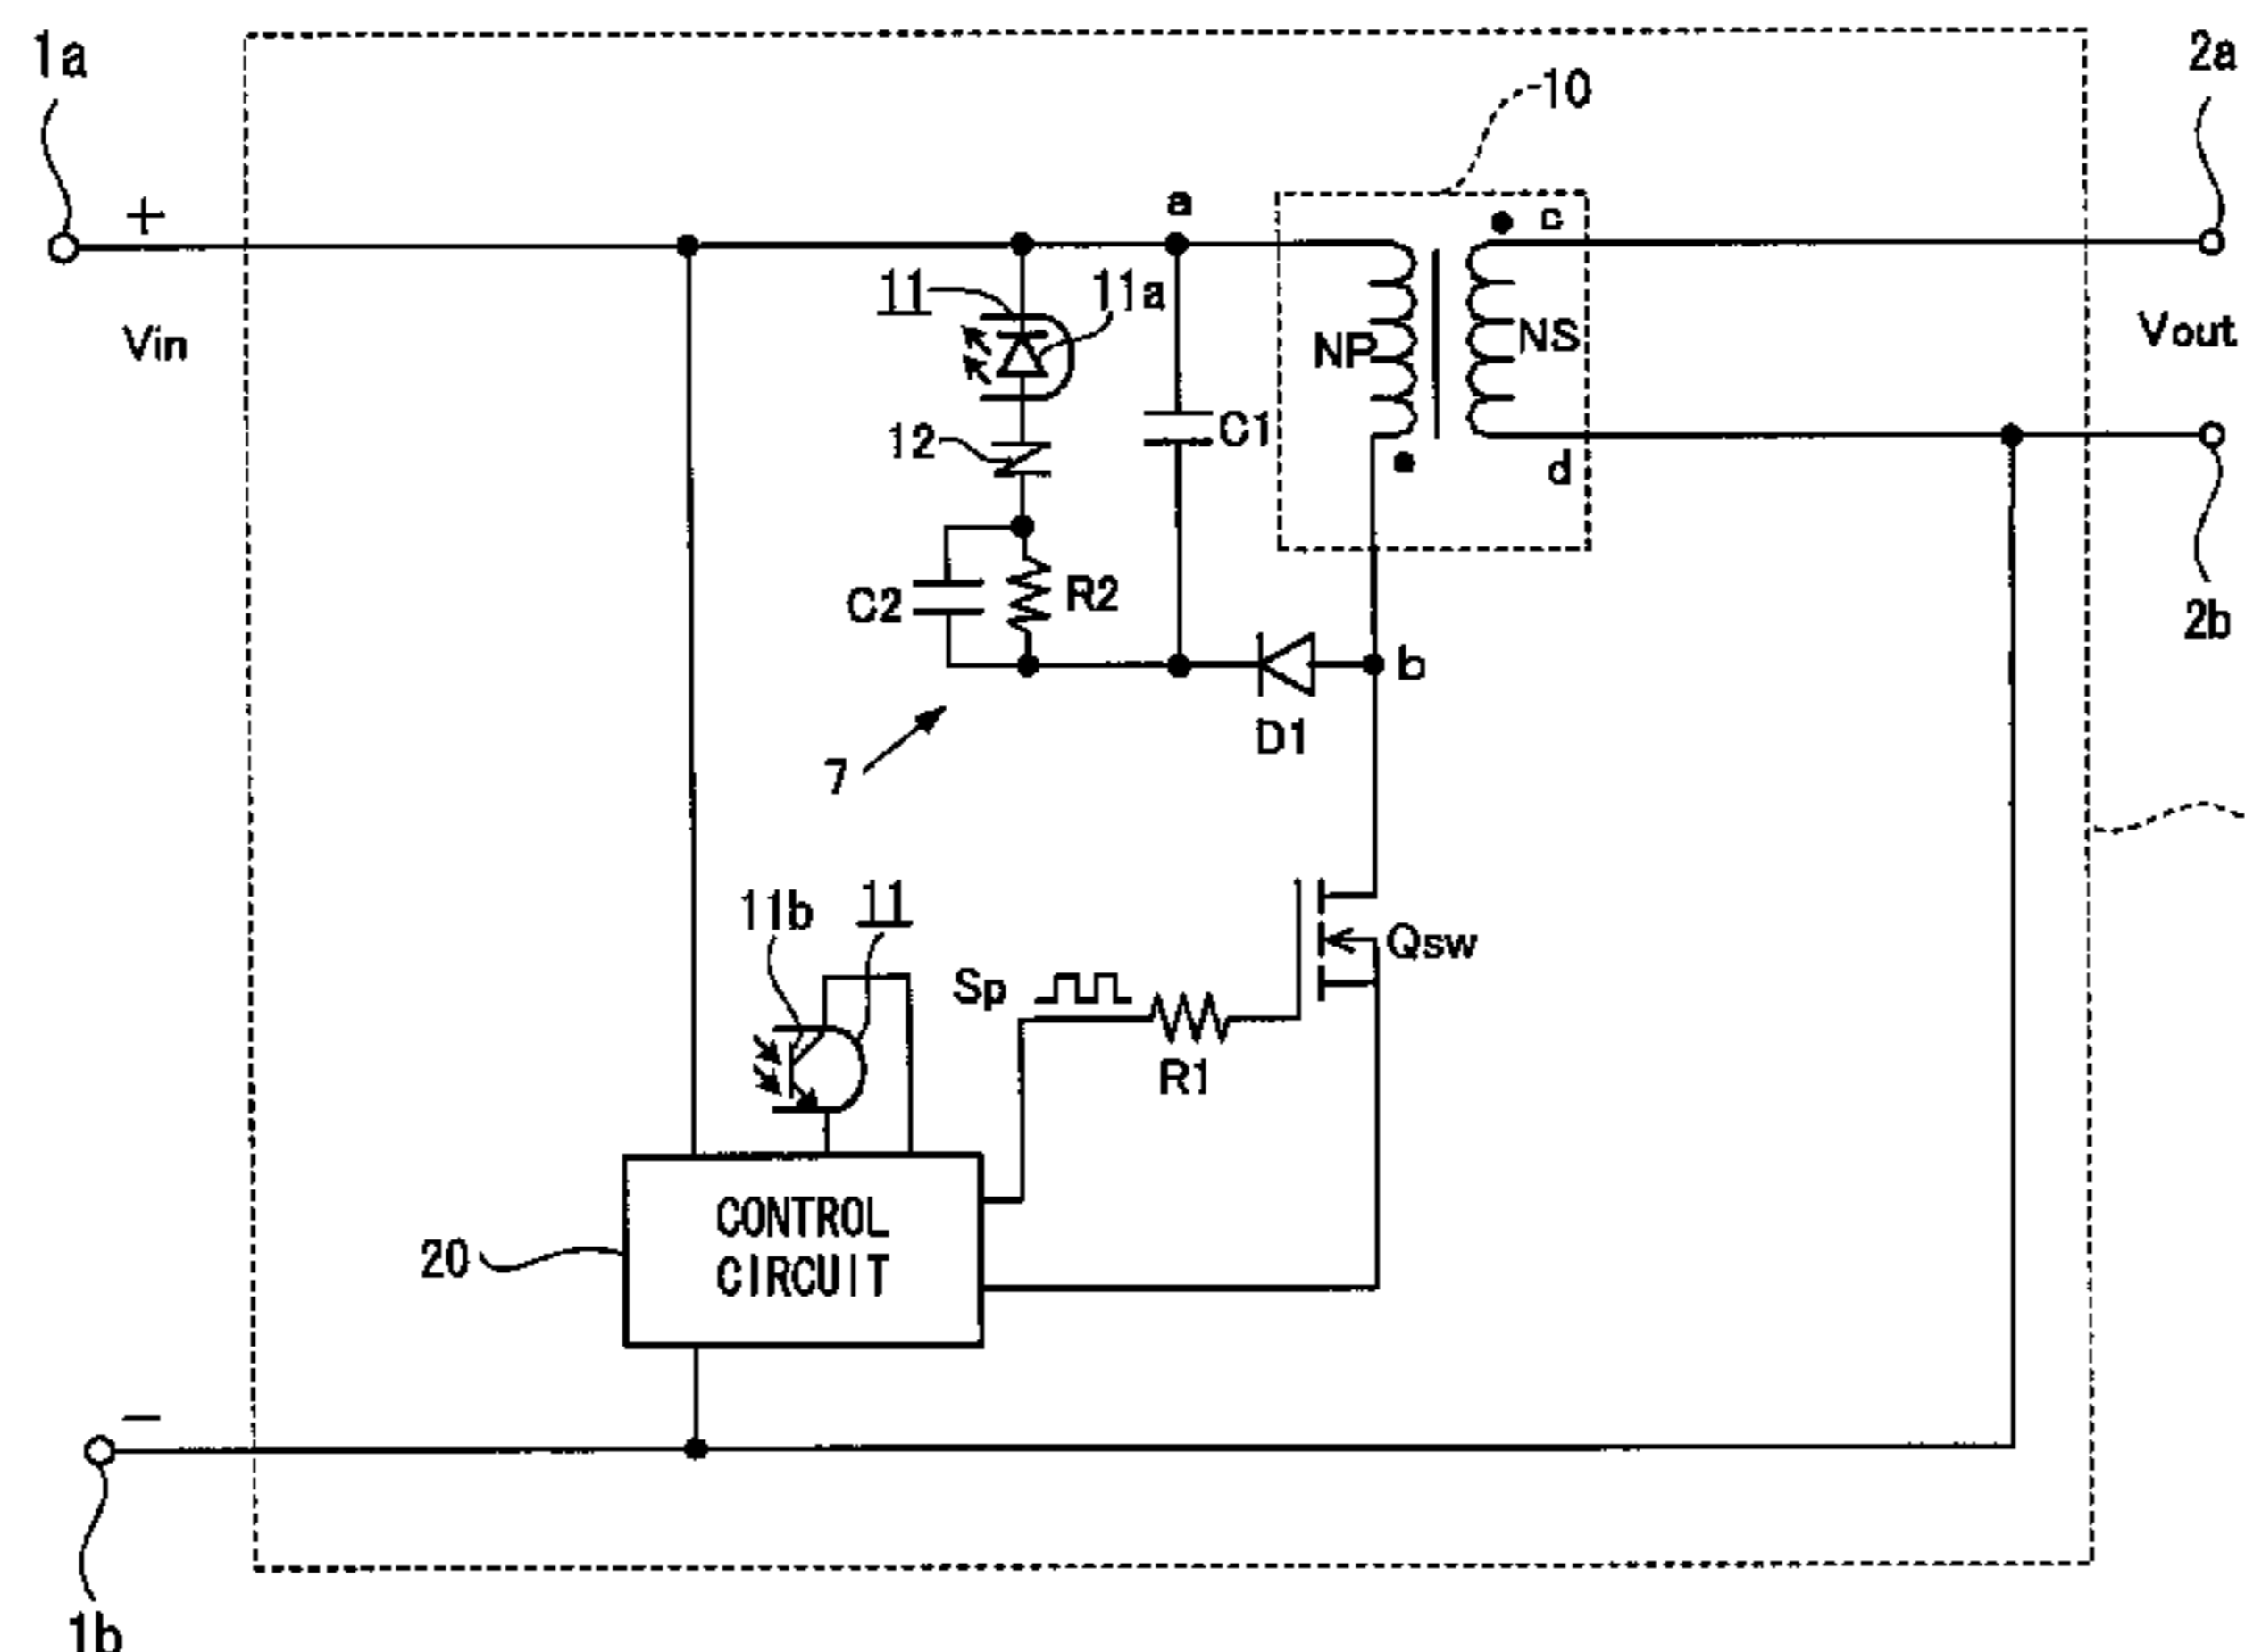 1a
2a
10
a
c
+
11
11a
Vin
NP
NS
Vout
12
C1
d
C2
R2
2b
b
D1
7
11b
11
Qsw
Sp
R1
CONTROL
CIRCUIT
20
−
1b